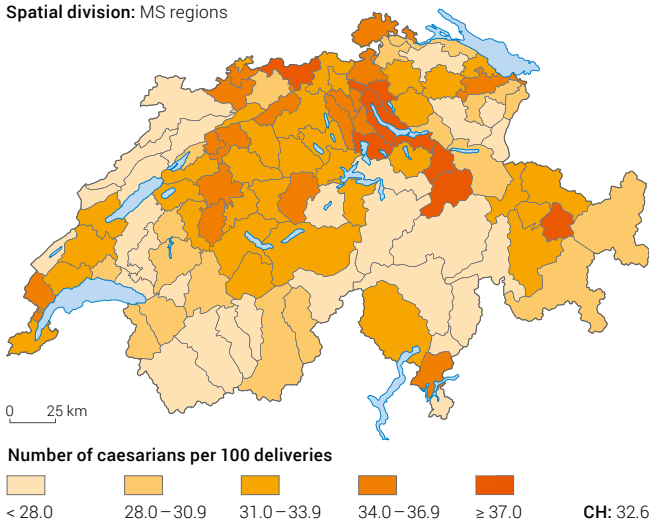 Spatial division: MS regions
0 25 km
Number of caesarians per 100 deliveries
< 28.0 28.0 – 30.9 31.0 – 33.9 34.0 – 36.9 ≥ 37.0 CH: 32.6